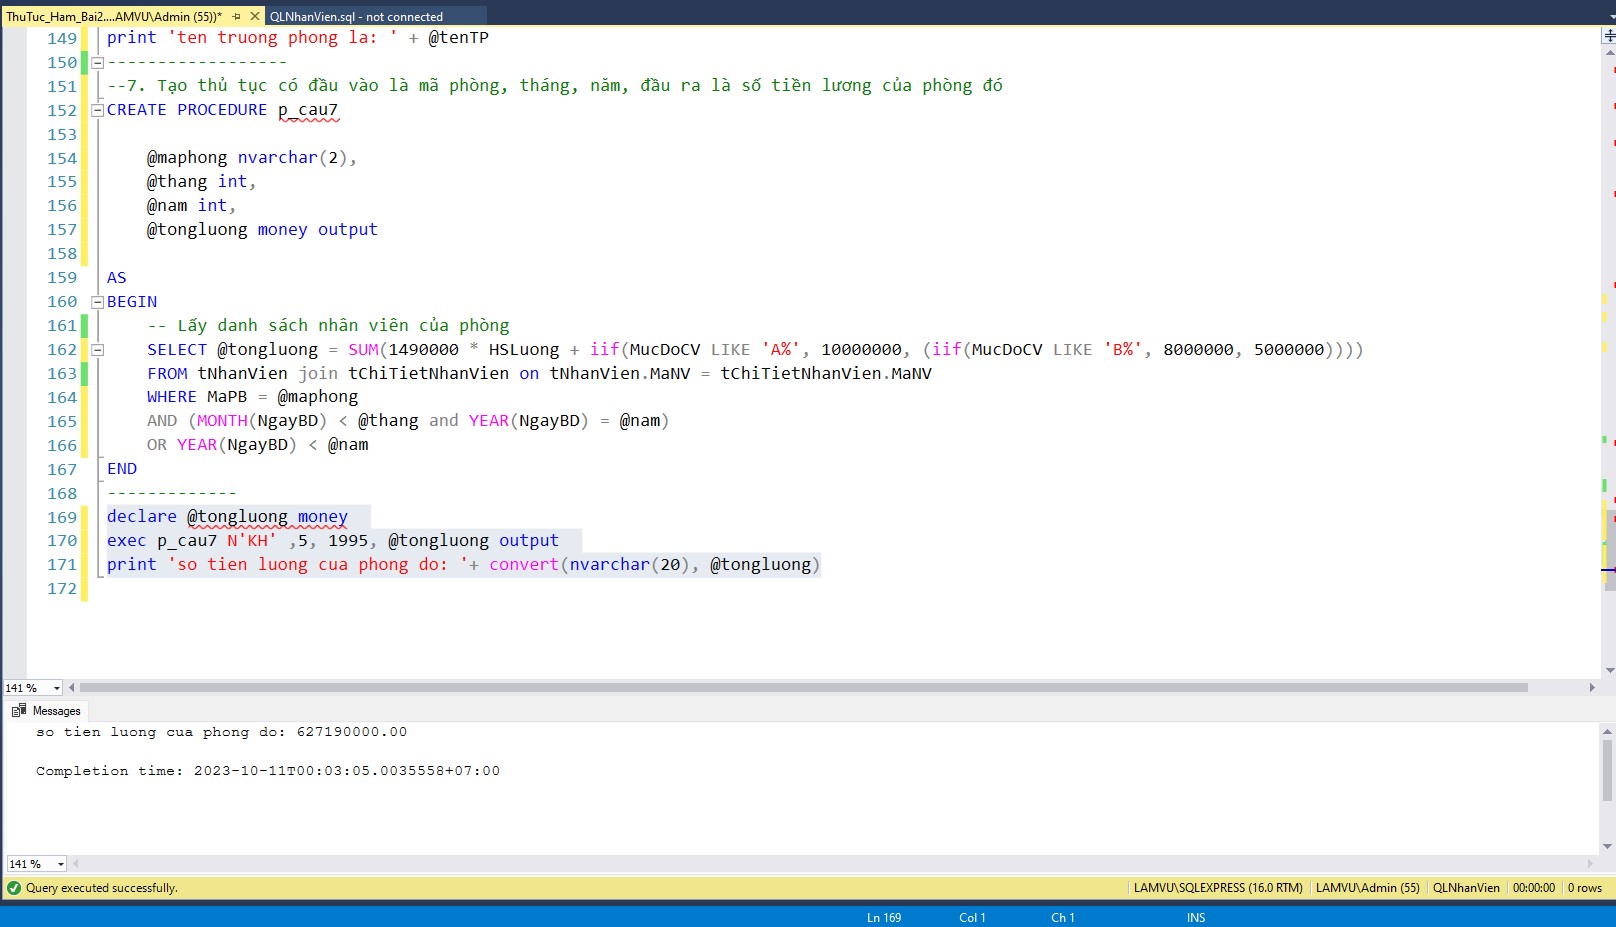 ThuTuc_Ham_Bai2....AMVU\Admin (55))* QLNhanVien.sql - not connected
149 print 'ten truong phong la: ' + @tenTP
150 ------------------
151 --7. Tạo thủ tục có đầu vào là mã phòng, tháng, năm, đầu ra là số tiền lương của phòng đó
152 CREATE PROCEDURE p_cau7
153
154 @maphong nvarchar(2),
155 @thang int,
156 @nam int,
157 @tongluong money output
158
159 AS
160 BEGIN
161 -- Lấy danh sách nhân viên của phòng
162 SELECT @tongluong = SUM(1490000 * HSLuong + iif(MucDoCV LIKE 'A%', 10000000, (iif(MucDoCV LIKE 'B%', 8000000, 5000000))))
163 FROM tNhanVien join tChiTietNhanVien on tNhanVien.MaNV = tChiTietNhanVien.MaNV
164 WHERE MaPB = @maphong
165 AND (MONTH(NgayBD) < @thang and YEAR(NgayBD) = @nam)
166 OR YEAR(NgayBD) < @nam
167 END
168 -------------
169 declare @tongluong money
170 exec p_cau7 N'KH' ,5, 1995, @tongluong output
171 print 'so tien luong cua phong do: '+ convert(nvarchar(20), @tongluong)
172
141 %
Messages
so tien luong cua phong do: 627190000.00
Completion time: 2023-10-11T00:03:05.0035558+07:00
141 %
Query executed successfully. LAMVU\SQLEXPRESS (16.0 RTM) LAMVU\Admin (55) QLNhanVien 00:00:00 0 rows
Ln 169 Col 1 Ch 1 INS